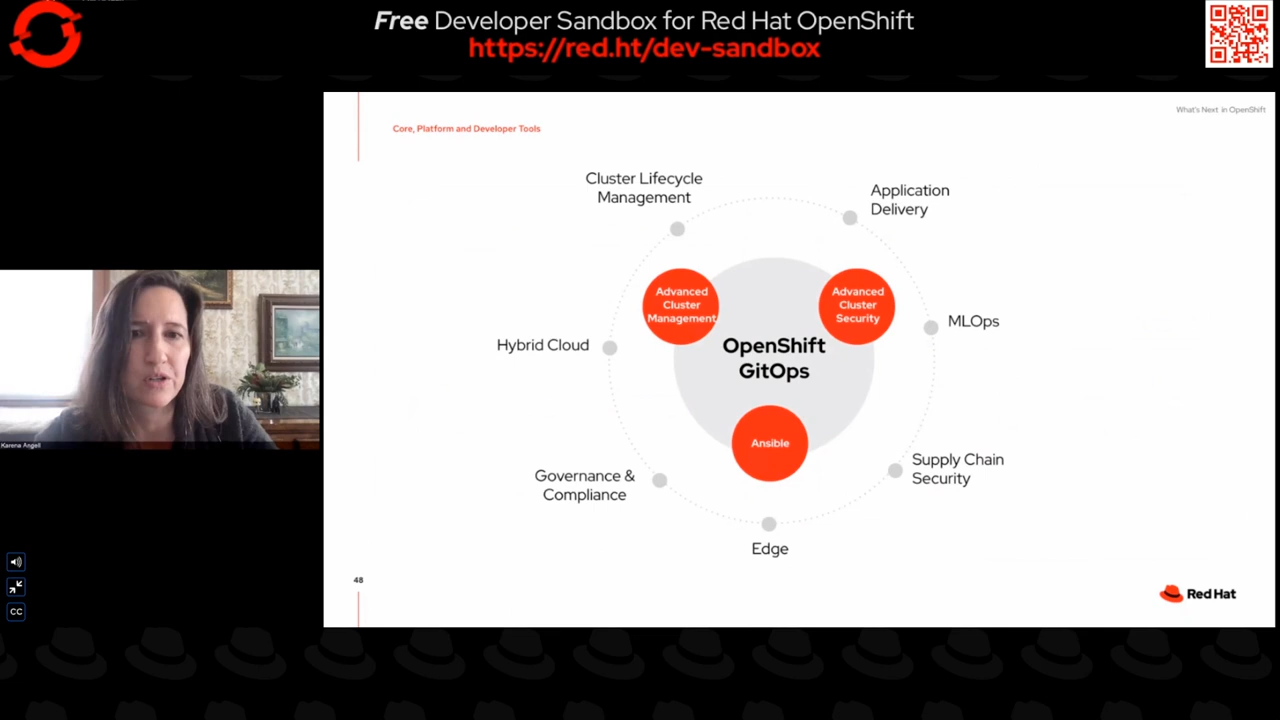 Free Developer Sandbox for Red Hat OpenShift
https://red.ht/dev-sandbox
What's Next in OpenShift
Core, Platform and Developer Tools
Cluster Lifecycle
Management
Application
Delivery
Advanced
Cluster
Management
Advanced
Cluster
Security
MLOps
Hybrid Cloud
OpenShift
GitOps
Ansible
Supply Chain
Security
Governance &
Compliance
Edge
Karena Angell
48
Red Hat
CC